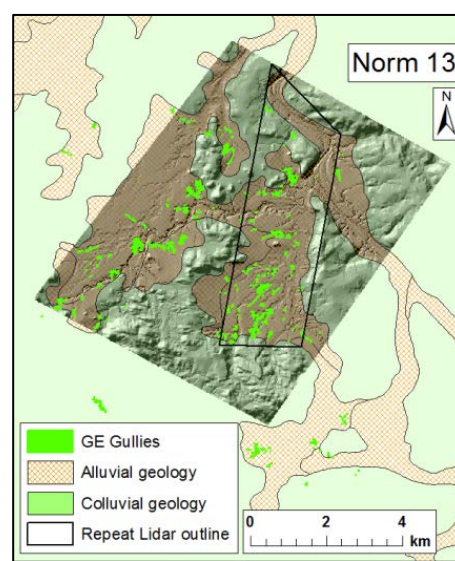 Norm 13
N
GE Gullies
Alluvial geology
Colluvial geology
Repeat Lidar outline
0 2 4
km